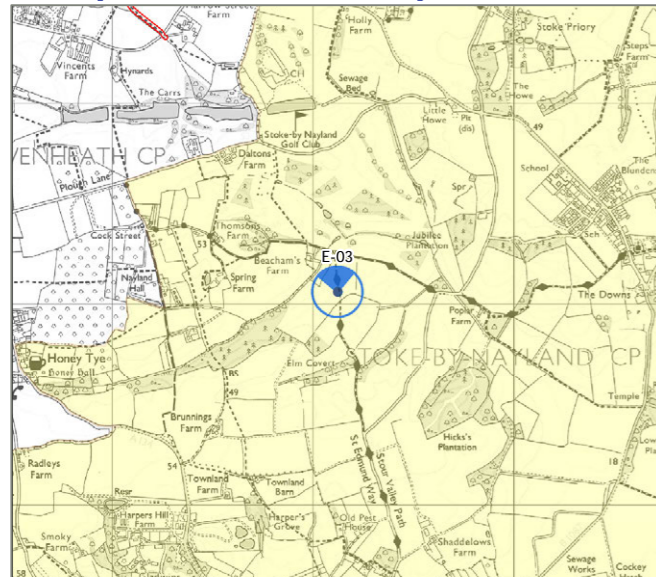 Holly
Farm
Stoke Priory
Steps
Farm
Vincents
Farm
Hynards
CH
Sewage
Bed
The Carrs
The
Howe
Little
Howe
Pls
(dis)
49
Stoke-by Nayland
Golf Club
School
VENHEATH CP
Daltons
Farm
The
Blunden
Plough Lane
Spr
Sch
Cock Street
53
Thomsons
Farm
Jubilee
Plantation
E-03
Beacham's
Farm
Nayland
Hall
Spring
Farm
The Downs
Poplar
Farm
Honey Tye
Boner Ball
Elm Covert
STOKE-BY-NAYLAND CP
BS
49
Temple
Brunnings
Farm
Hicks's
Plantation
St Edmund Way
Stour Valley Path
Radleys
Farm
54
18
Townland
Farm
Townland
Barn
Resr
Harpers Hill
Farm
Harper's
Grove
Old Pest
House
Smoky
Farm
Shaddelows
Farm
58
Sewage
Works
Cockey